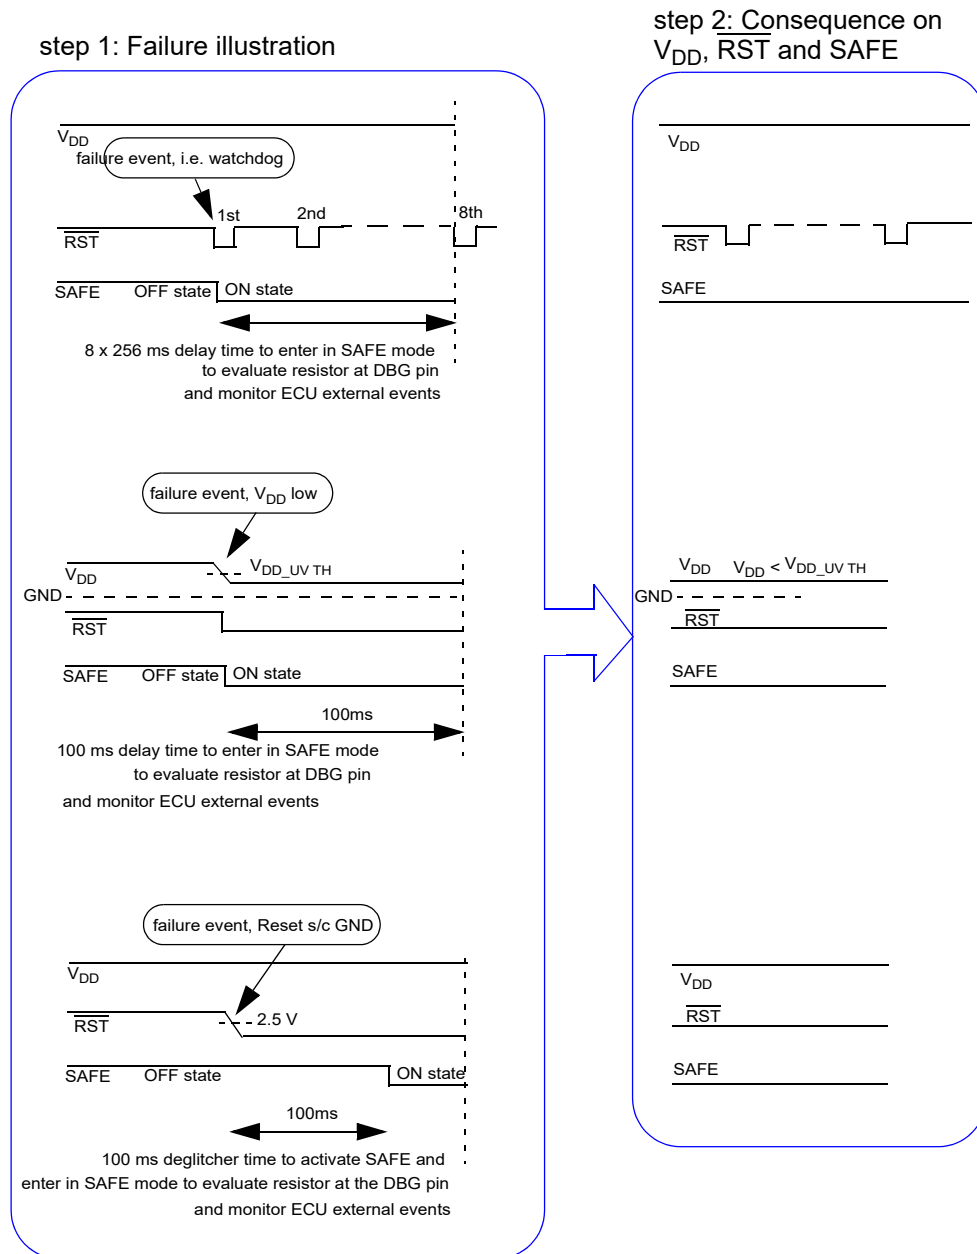 step 1: Failure illustration
step 2: Consequence on
VDD, RST and SAFE
VDD
failure event, i.e. watchdog
1st
2nd
8th
RST
SAFE
OFF state
ON state
8 x 256 ms delay time to enter in SAFE mode
to evaluate resistor at DBG pin
and monitor ECU external events
VDD
RST
SAFE
failure event, VDD low
VDD
VDD_UV TH
GND
RST
SAFE
OFF state
ON state
100ms
100 ms delay time to enter in SAFE mode
to evaluate resistor at DBG pin
and monitor ECU external events
VDD
VDD < VDD_UV TH
GND
RST
SAFE
failure event, Reset s/c GND
VDD
RST
2.5 V
SAFE
OFF state
ON state
100ms
100 ms deglitcher time to activate SAFE and
enter in SAFE mode to evaluate resistor at the DBG pin
and monitor ECU external events
VDD
RST
SAFE